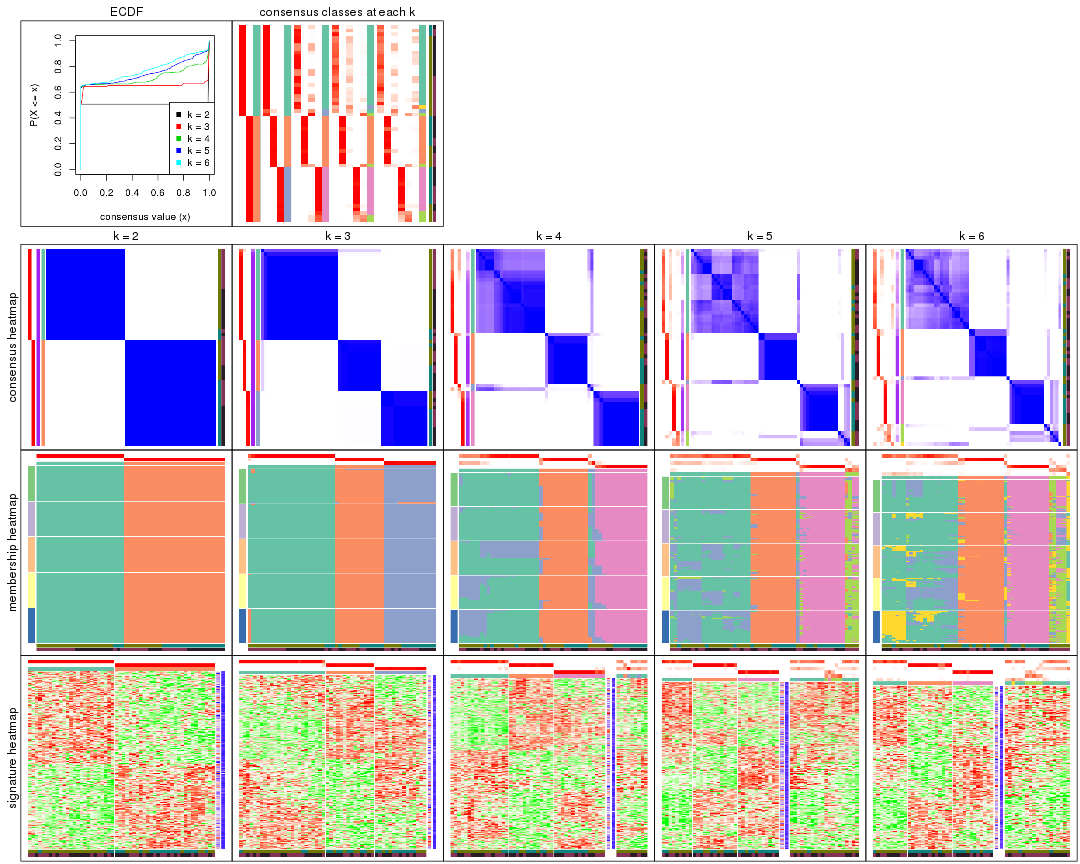 ECDF
consensus classes at each k
P(X <= x)
0.0
0.2
0.4
0.6
0.8
1.0
k = 2
k = 3
k = 4
k = 5
k = 6
0.0 0.2 0.4 0.6 0.8 1.0
consensus value (x)
k = 2
k = 3
k = 4
k = 5
k = 6
consensus heatmap
membership heatmap
signature heatmap